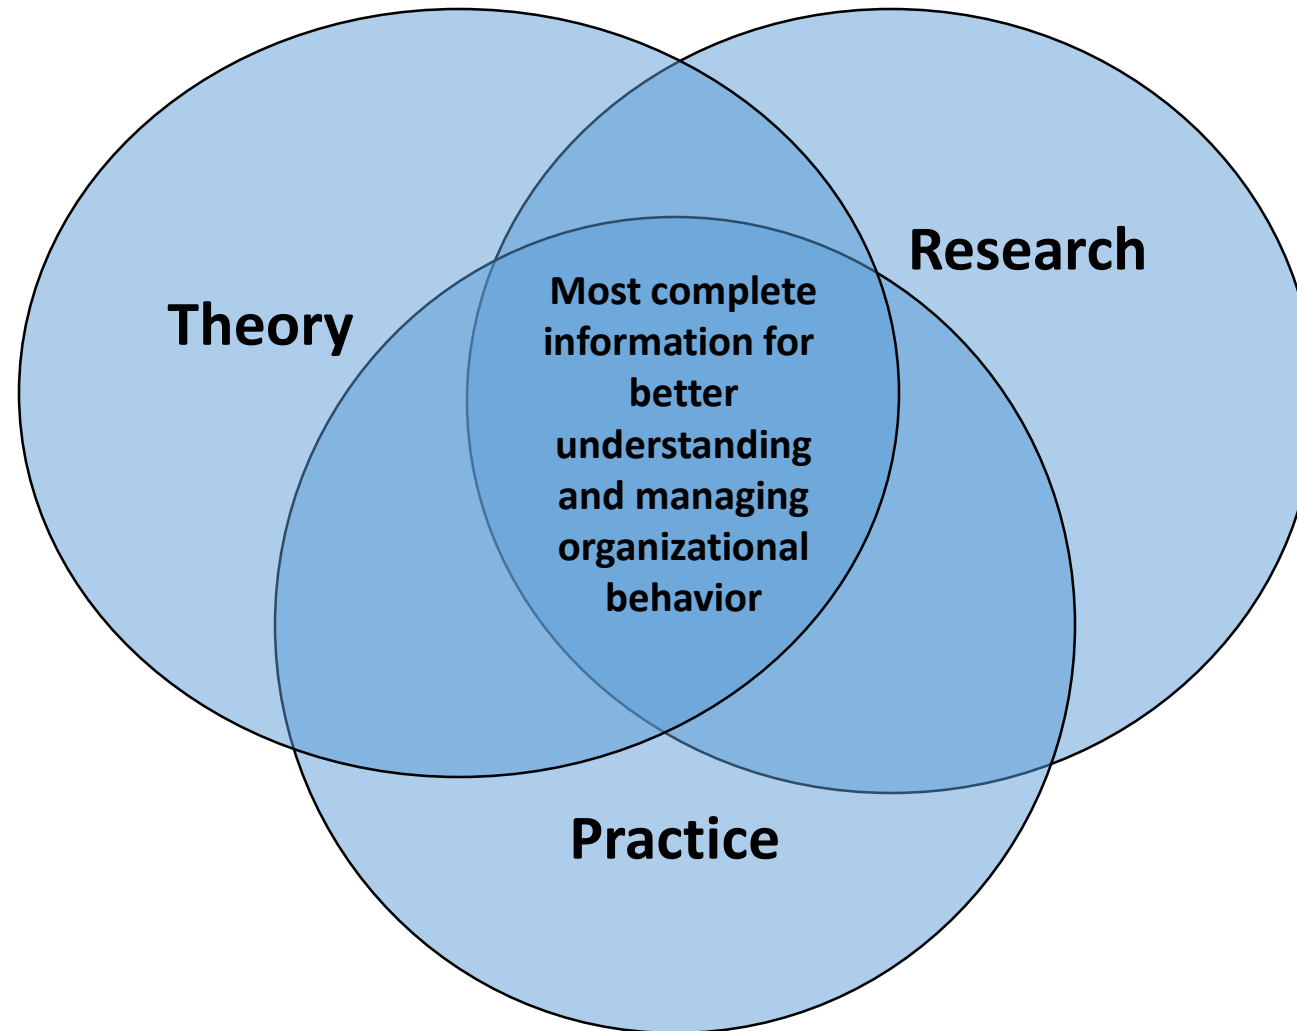 Theory
Research
Most complete
information for
better
understanding
and managing
organizational
behavior
Practice